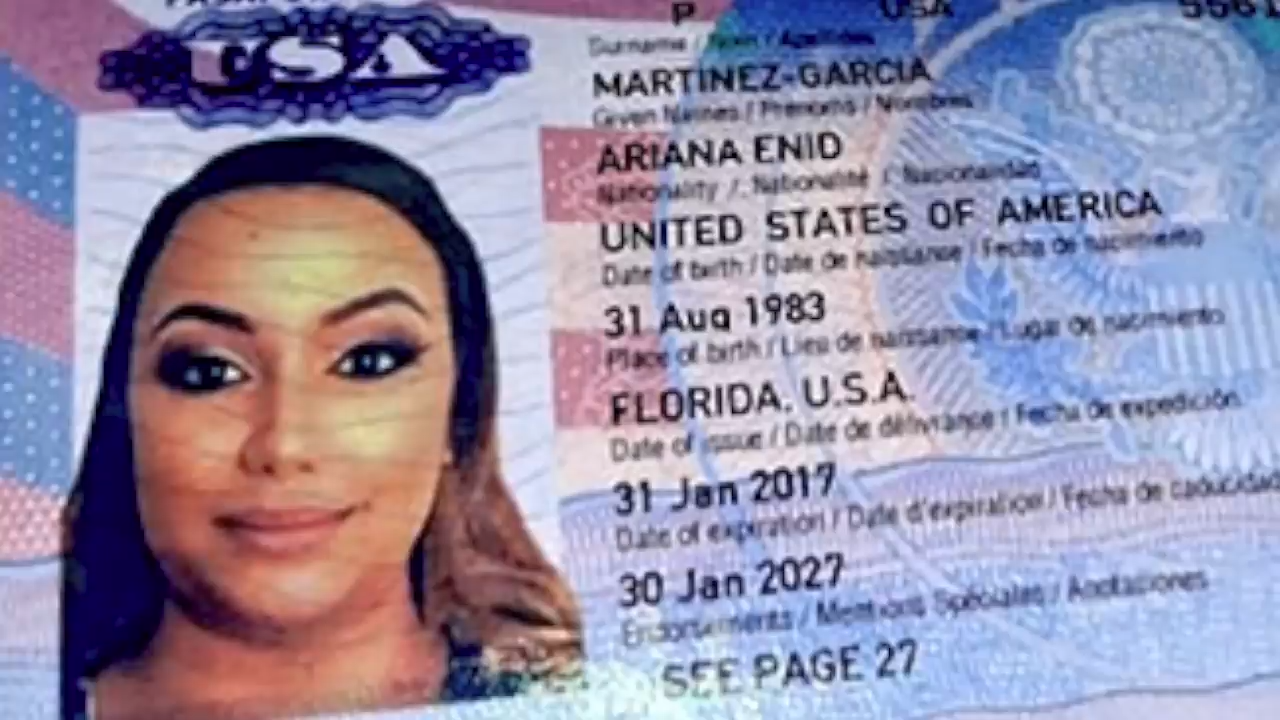 USA
P USA
Surname / Nom / Apellidos
MARTINEZ-GARCIA
Given Names / Prénoms / Nombres
ARIANA ENID
Nationality / Nationalité / Nacionalidad
UNITED STATES OF AMERICA
Date of birth / Date de naissance / Fecha de nacimiento
31 Aug 1983
Place of birth / Lieu de naissance / Lugar de nacimiento
FLORIDA, U.S.A.
Date of issue / Date de délivrance / Fecha de expedición
31 Jan 2017
Date of expiration / Date d'expiration / Fecha de caducidad
30 Jan 2027
Endorsements / Mentions Spéciales / Anotaciones
SEE PAGE 27